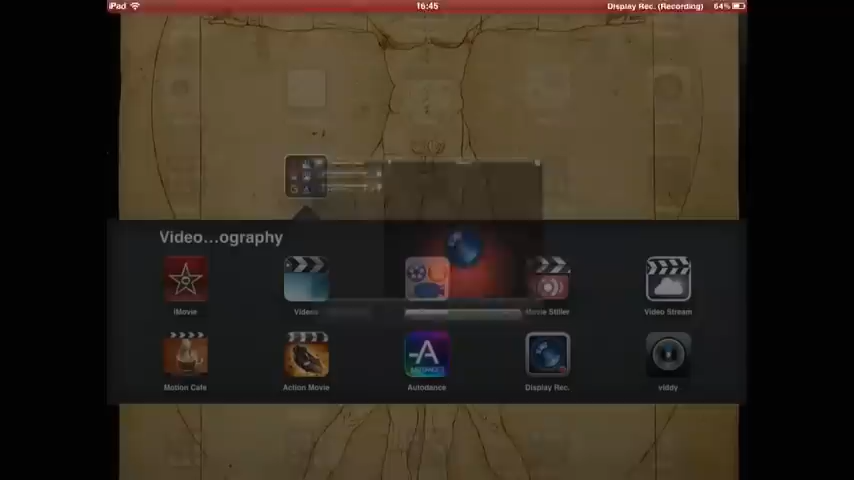 iPad 16:45 Display Rec. (Recording) 64%
Video...ography
iMovie Videos Movie Stiller Video Stream
Motion Cafe Action Movie Autodance Display Rec. viddy